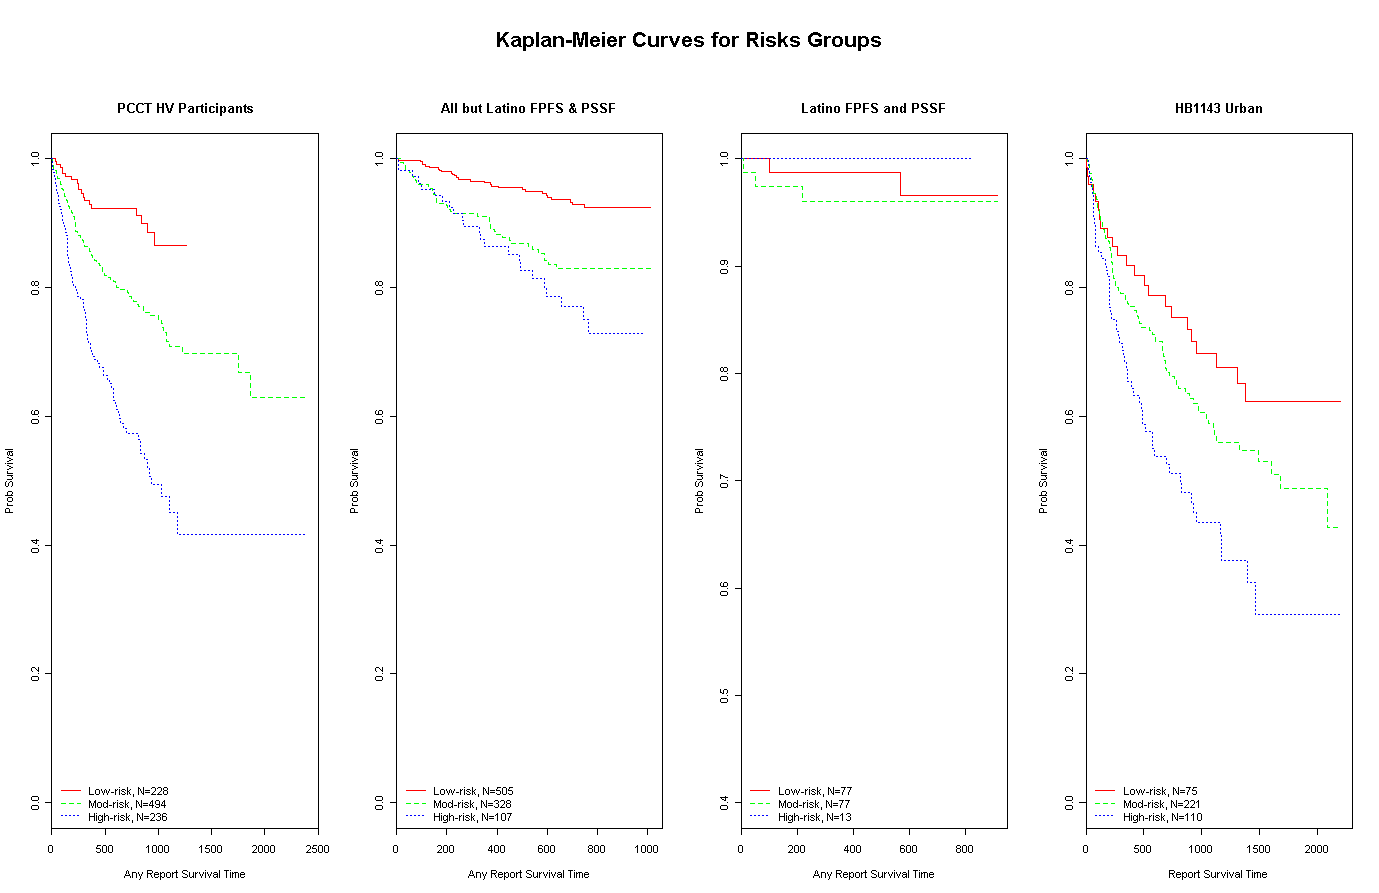 Kaplan-Meier Curves for Risks Groups
PCCT HV Participants
Prob Survival
1.0
0.8
0.6
0.4
0.2
0.0
Low-risk, N=228
Mod-risk, N=494
High-risk, N=236
0 500 1000 1500 2000 2500
Any Report Survival Time
All but Latino FPFS & PSSF
Prob Survival
1.0
0.8
0.6
0.4
0.2
0.0
Low-risk, N=505
Mod-risk, N=328
High-risk, N=107
0 200 400 600 800 1000
Any Report Survival Time
Latino FPFS and PSSF
Prob Survival
1.0
0.9
0.8
0.7
0.6
0.5
0.4
Low-risk, N=77
Mod-risk, N=77
High-risk, N=13
0 200 400 600 800
Any Report Survival Time
HB1143 Urban
Prob Survival
1.0
0.8
0.6
0.4
0.2
0.0
Low-risk, N=75
Mod-risk, N=221
High-risk, N=110
0 500 1000 1500 2000
Report Survival Time